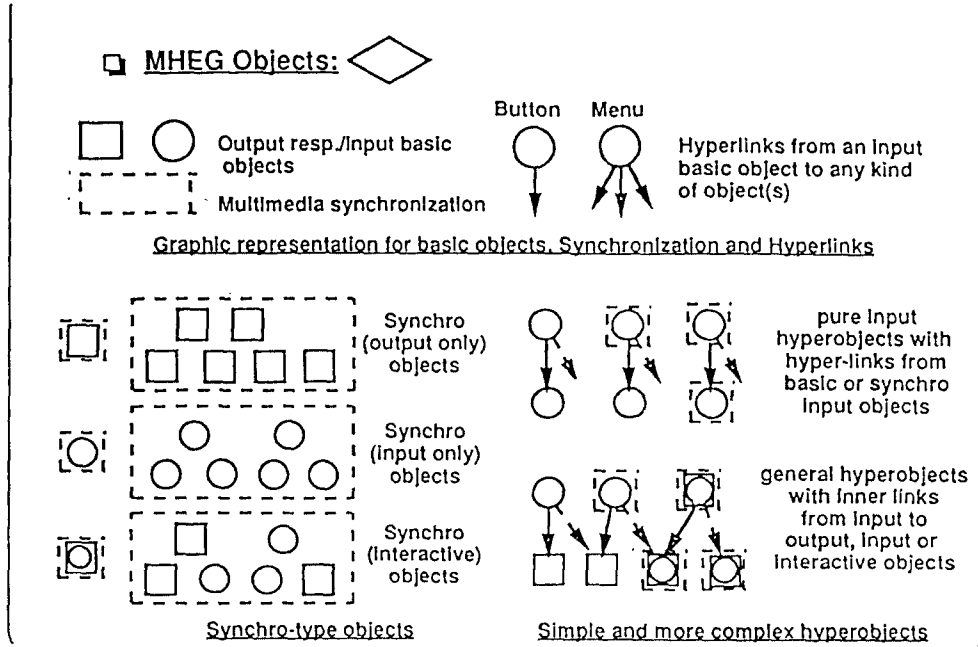 MHEG Objects:
Output resp./Input basic
objects
Multimedia synchronization
Button
Menu
Hyperlinks from an input
basic object to any kind
of object(s)
Graphic representation for basic objects, Synchronization and Hyperlinks
Synchro
(output only)
objects
Synchro
(input only)
objects
Synchro
(interactive)
objects
Synchro-type objects
pure input
hyperobjects with
hyper-links from
basic or synchro
input objects
general hyperobjects
with inner links
from input to
output, input or
interactive objects
Simple and more complex hyperobjects